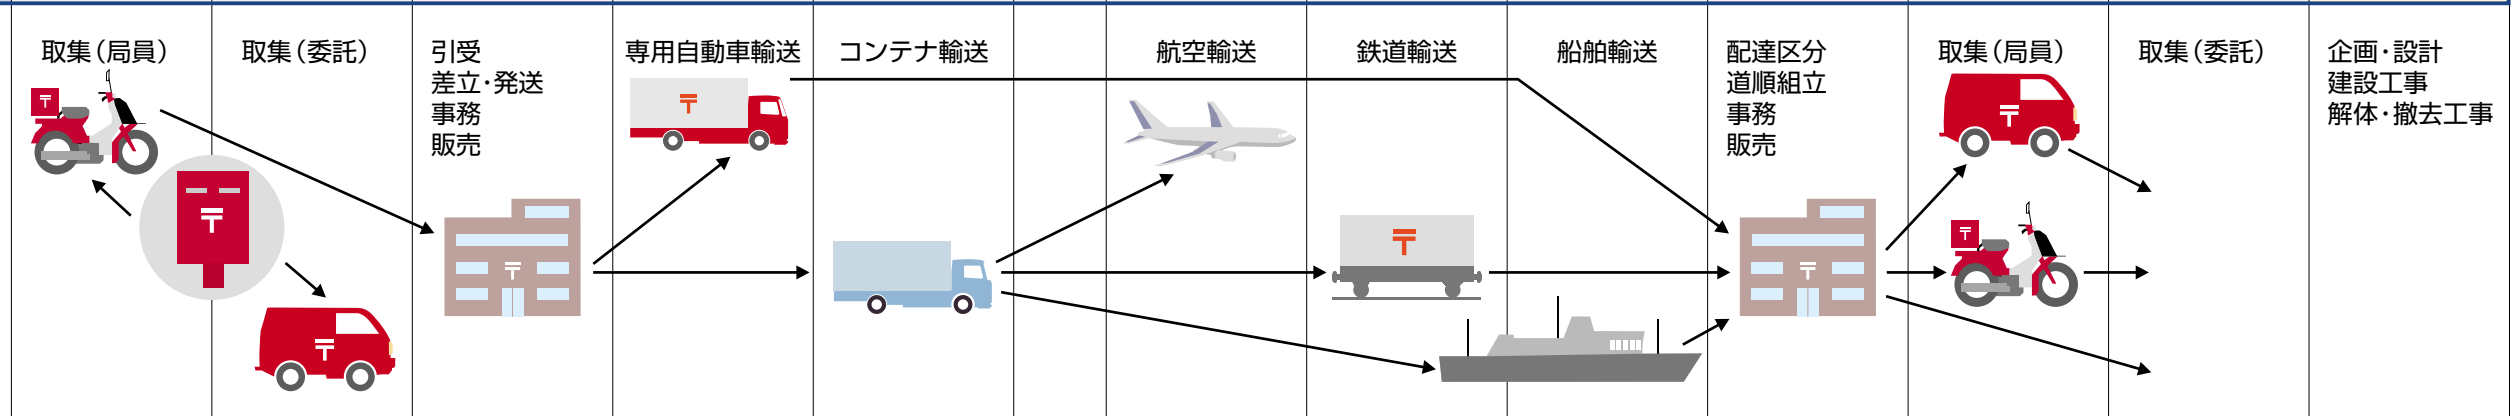 取集（局員）
取集（委託）
引受
差立・発送
事務
販売
専用自動車輸送
コンテナ輸送
航空輸送
鉄道輸送
船舶輸送
配達区分
道順組立
事務
販売
取集（局員）
取集（委託）
企画・設計
建設工事
解体・撤去工事